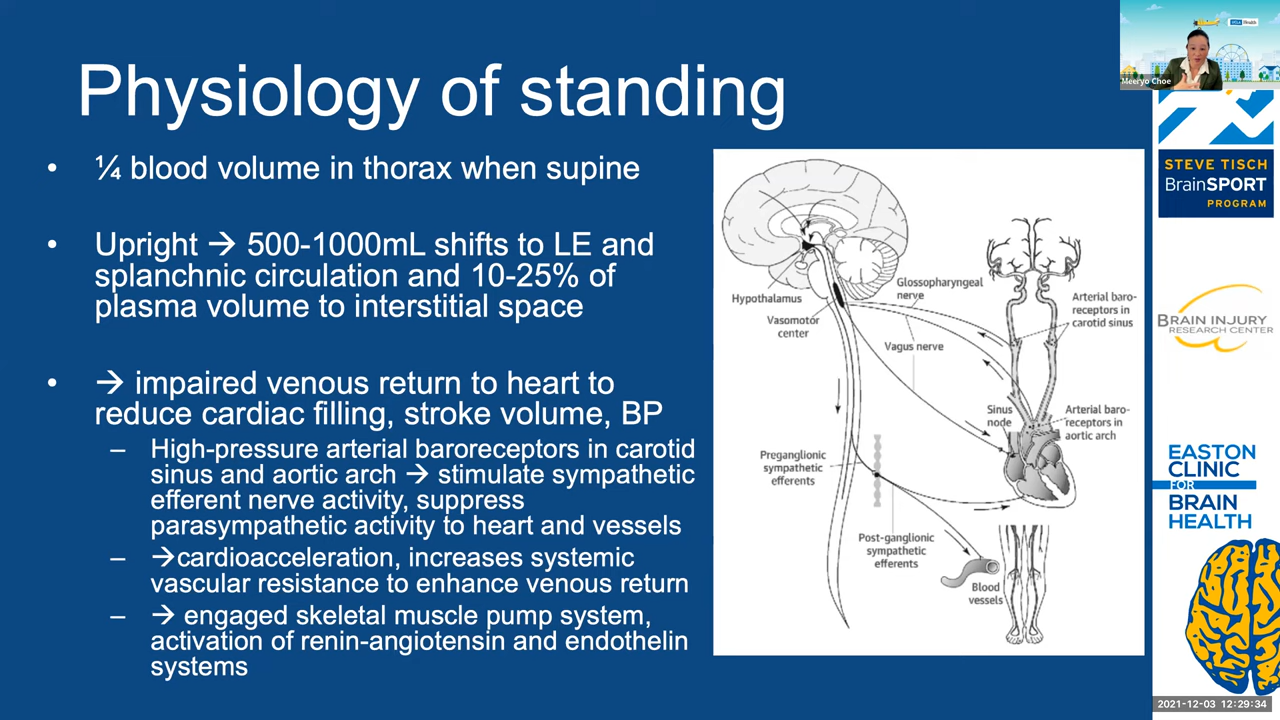 Physiology of standing
• ¼ blood volume in thorax when supine
• Upright → 500-1000mL shifts to LE and
splanchnic circulation and 10-25% of
plasma volume to interstitial space
• → impaired venous return to heart to
reduce cardiac filling, stroke volume, BP
– High-pressure arterial baroreceptors in carotid
sinus and aortic arch → stimulate sympathetic
efferent nerve activity, suppress
parasympathetic activity to heart and vessels
– →cardioacceleration, increases systemic
vascular resistance to enhance venous return
– → engaged skeletal muscle pump system,
activation of renin-angiotensin and endothelin
systems
Hypothalamus
Vasomotor
center
Glossopharyngeal
nerve
Vagus nerve
Arterial baro-
receptors in
carotid sinus
Sinus
node
Arterial baro-
receptors in
aortic arch
Preganglionic
sympathetic
efferents
Post-ganglionic
sympathetic
efferents
Blood
vessels
Meeryo Choe
Health
STEVE TISCH
BrainSPORT
PROGRAM
BRAIN INJURY
RESEARCH CENTER
EASTON
CLINIC
FOR
BRAIN
HEALTH
2021-12-03 12:29:34